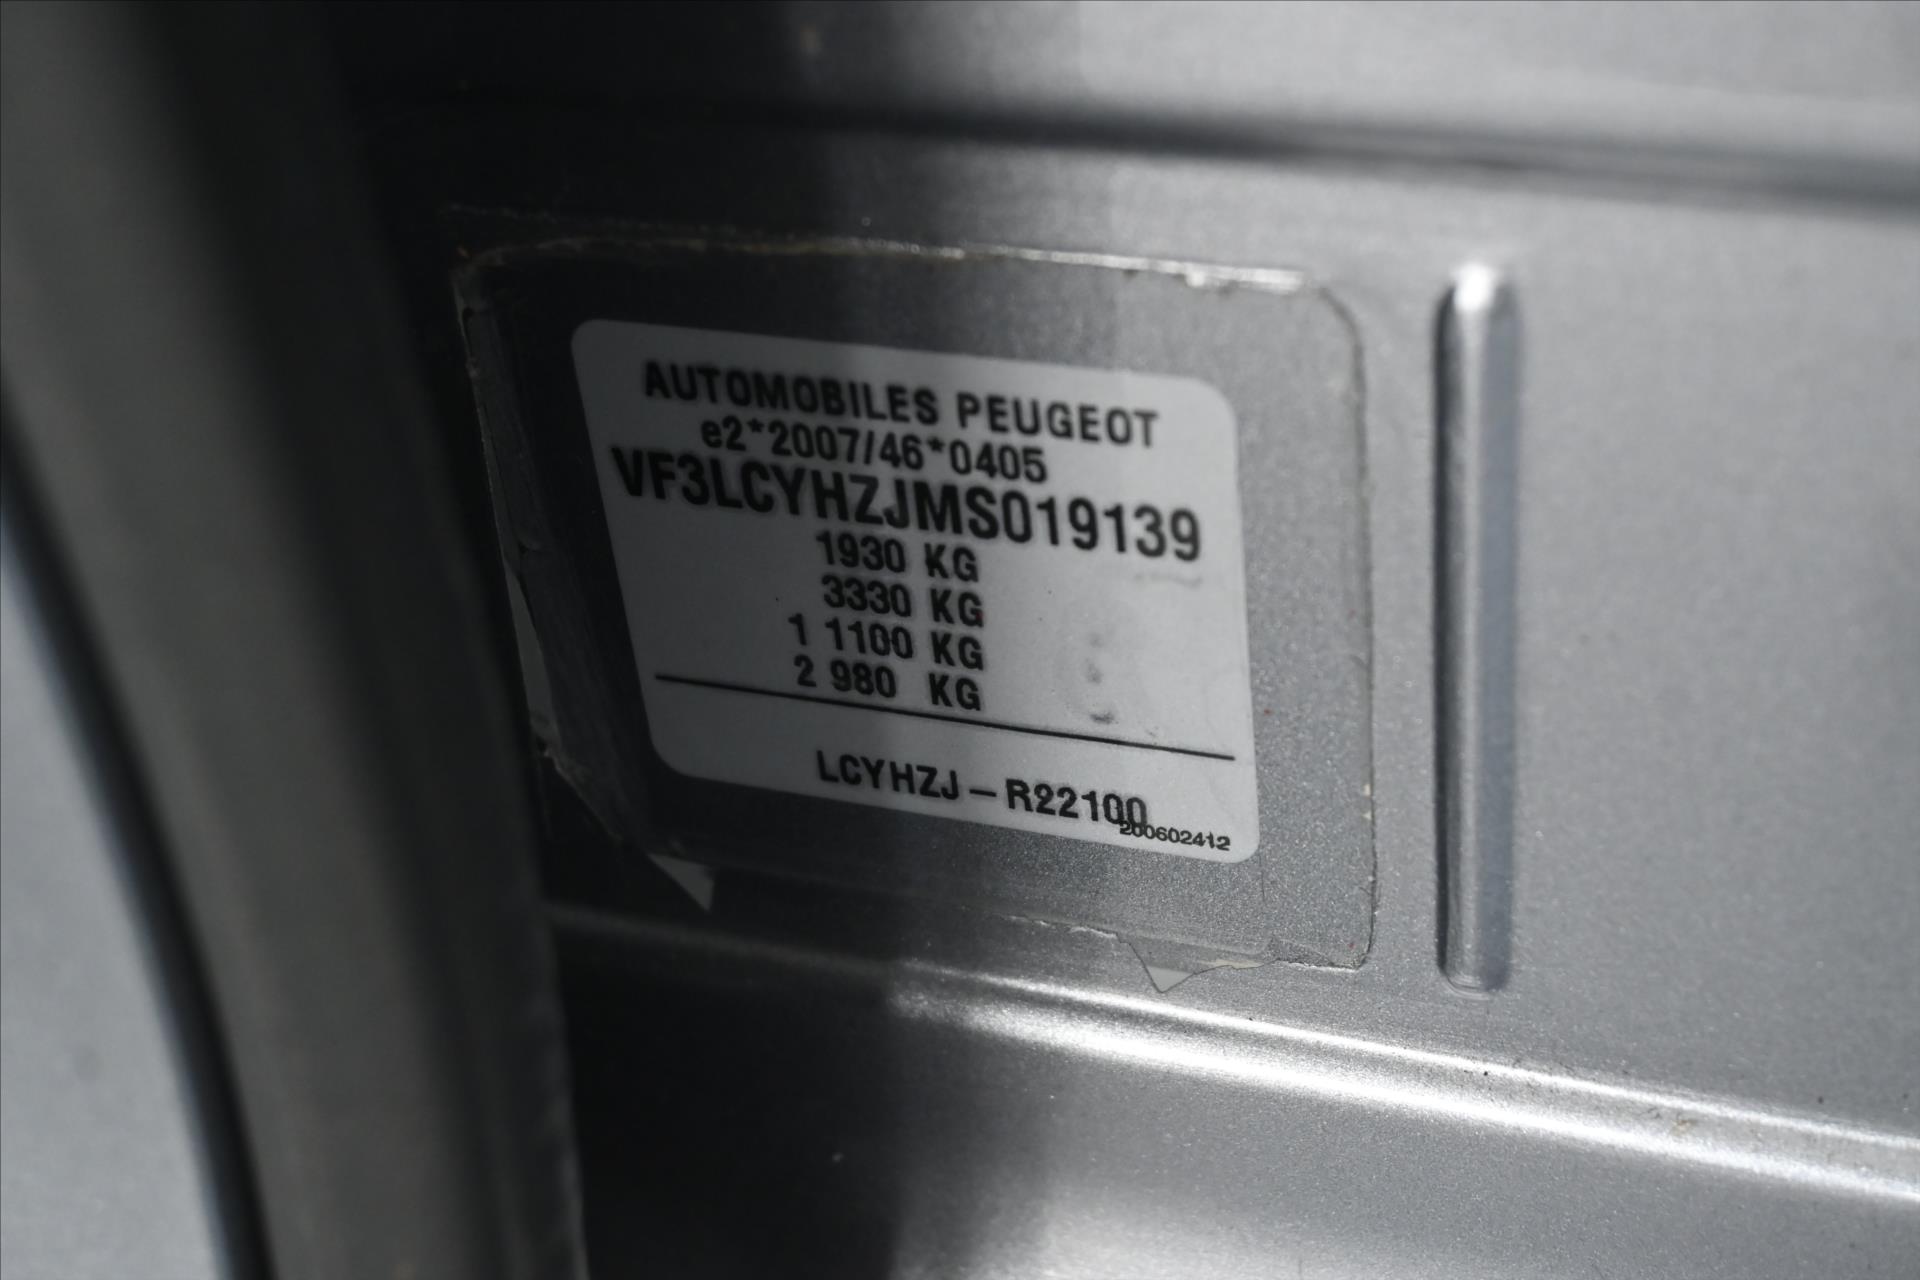 AUTOMOBILES PEUGEOT
e2*2007/46*0405
VF3LCYHZJMS019139
1930 KG
3330 KG
1 1100 KG
2 980 KG
LCYHZJ – R22100
200602412